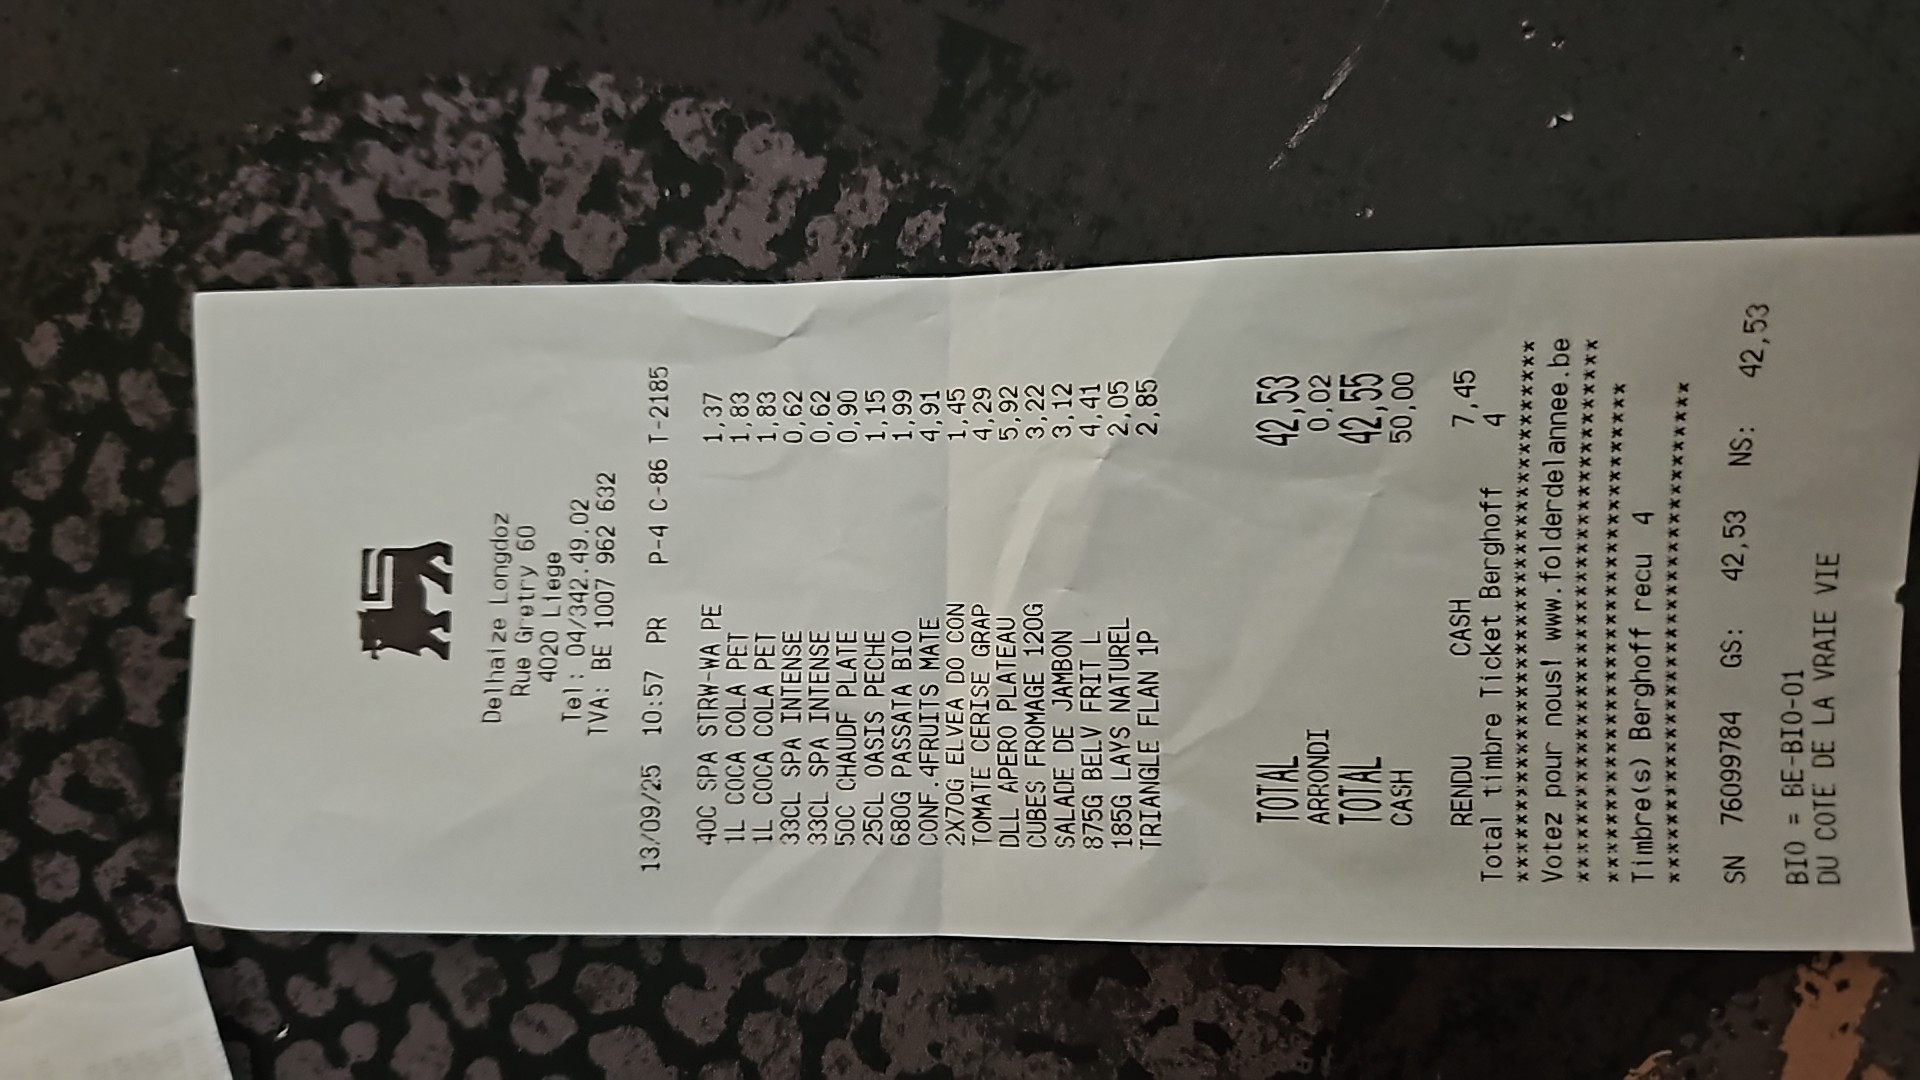 Delhaize Longdoz
Rue Gretry 60
4020 Liege
Tel: 04/342.49.02
TVA: BE 1007 962 632
13/09/25 10:57 PR P-4 C-86 T-2185
40C SPA STRW-WA PE 1,37
1L COCA COLA PET 1,83
1L COCA COLA PET 1,83
33CL SPA INTENSE 0,62
33CL SPA INTENSE 0,62
50C CHAUDF PLATE 0,90
25CL OASIS PECHE 1,15
680G PASSATA BIO 1,99
CONF.4FRUITS MATE 4,91
2X70G ELVEA DO CON 1,45
TOMATE CERISE GRAP 4,29
DLL APERO PLATEAU 5,92
CUBES FROMAGE 120G 3,22
SALADE DE JAMBON 3,12
875G BELV FRIT L 4,41
185G LAYS NATUREL 2,05
TRIANGLE FLAN 1P 2,85
TOTAL 42,53
ARRONDI 0,02
TOTAL 42,55
CASH 50,00
RENDU CASH 7,45
Total timbre Ticket Berghoff 4
****************************************
Votez pour nous! www.folderdelannee.be
****************************************
************************************
Timbre(s) Berghoff recu 4
************************************
SN 76099784 GS: 42,53 NS: 42,53
BIO = BE-BIO-01
DU COTE DE LA VRAIE VIE